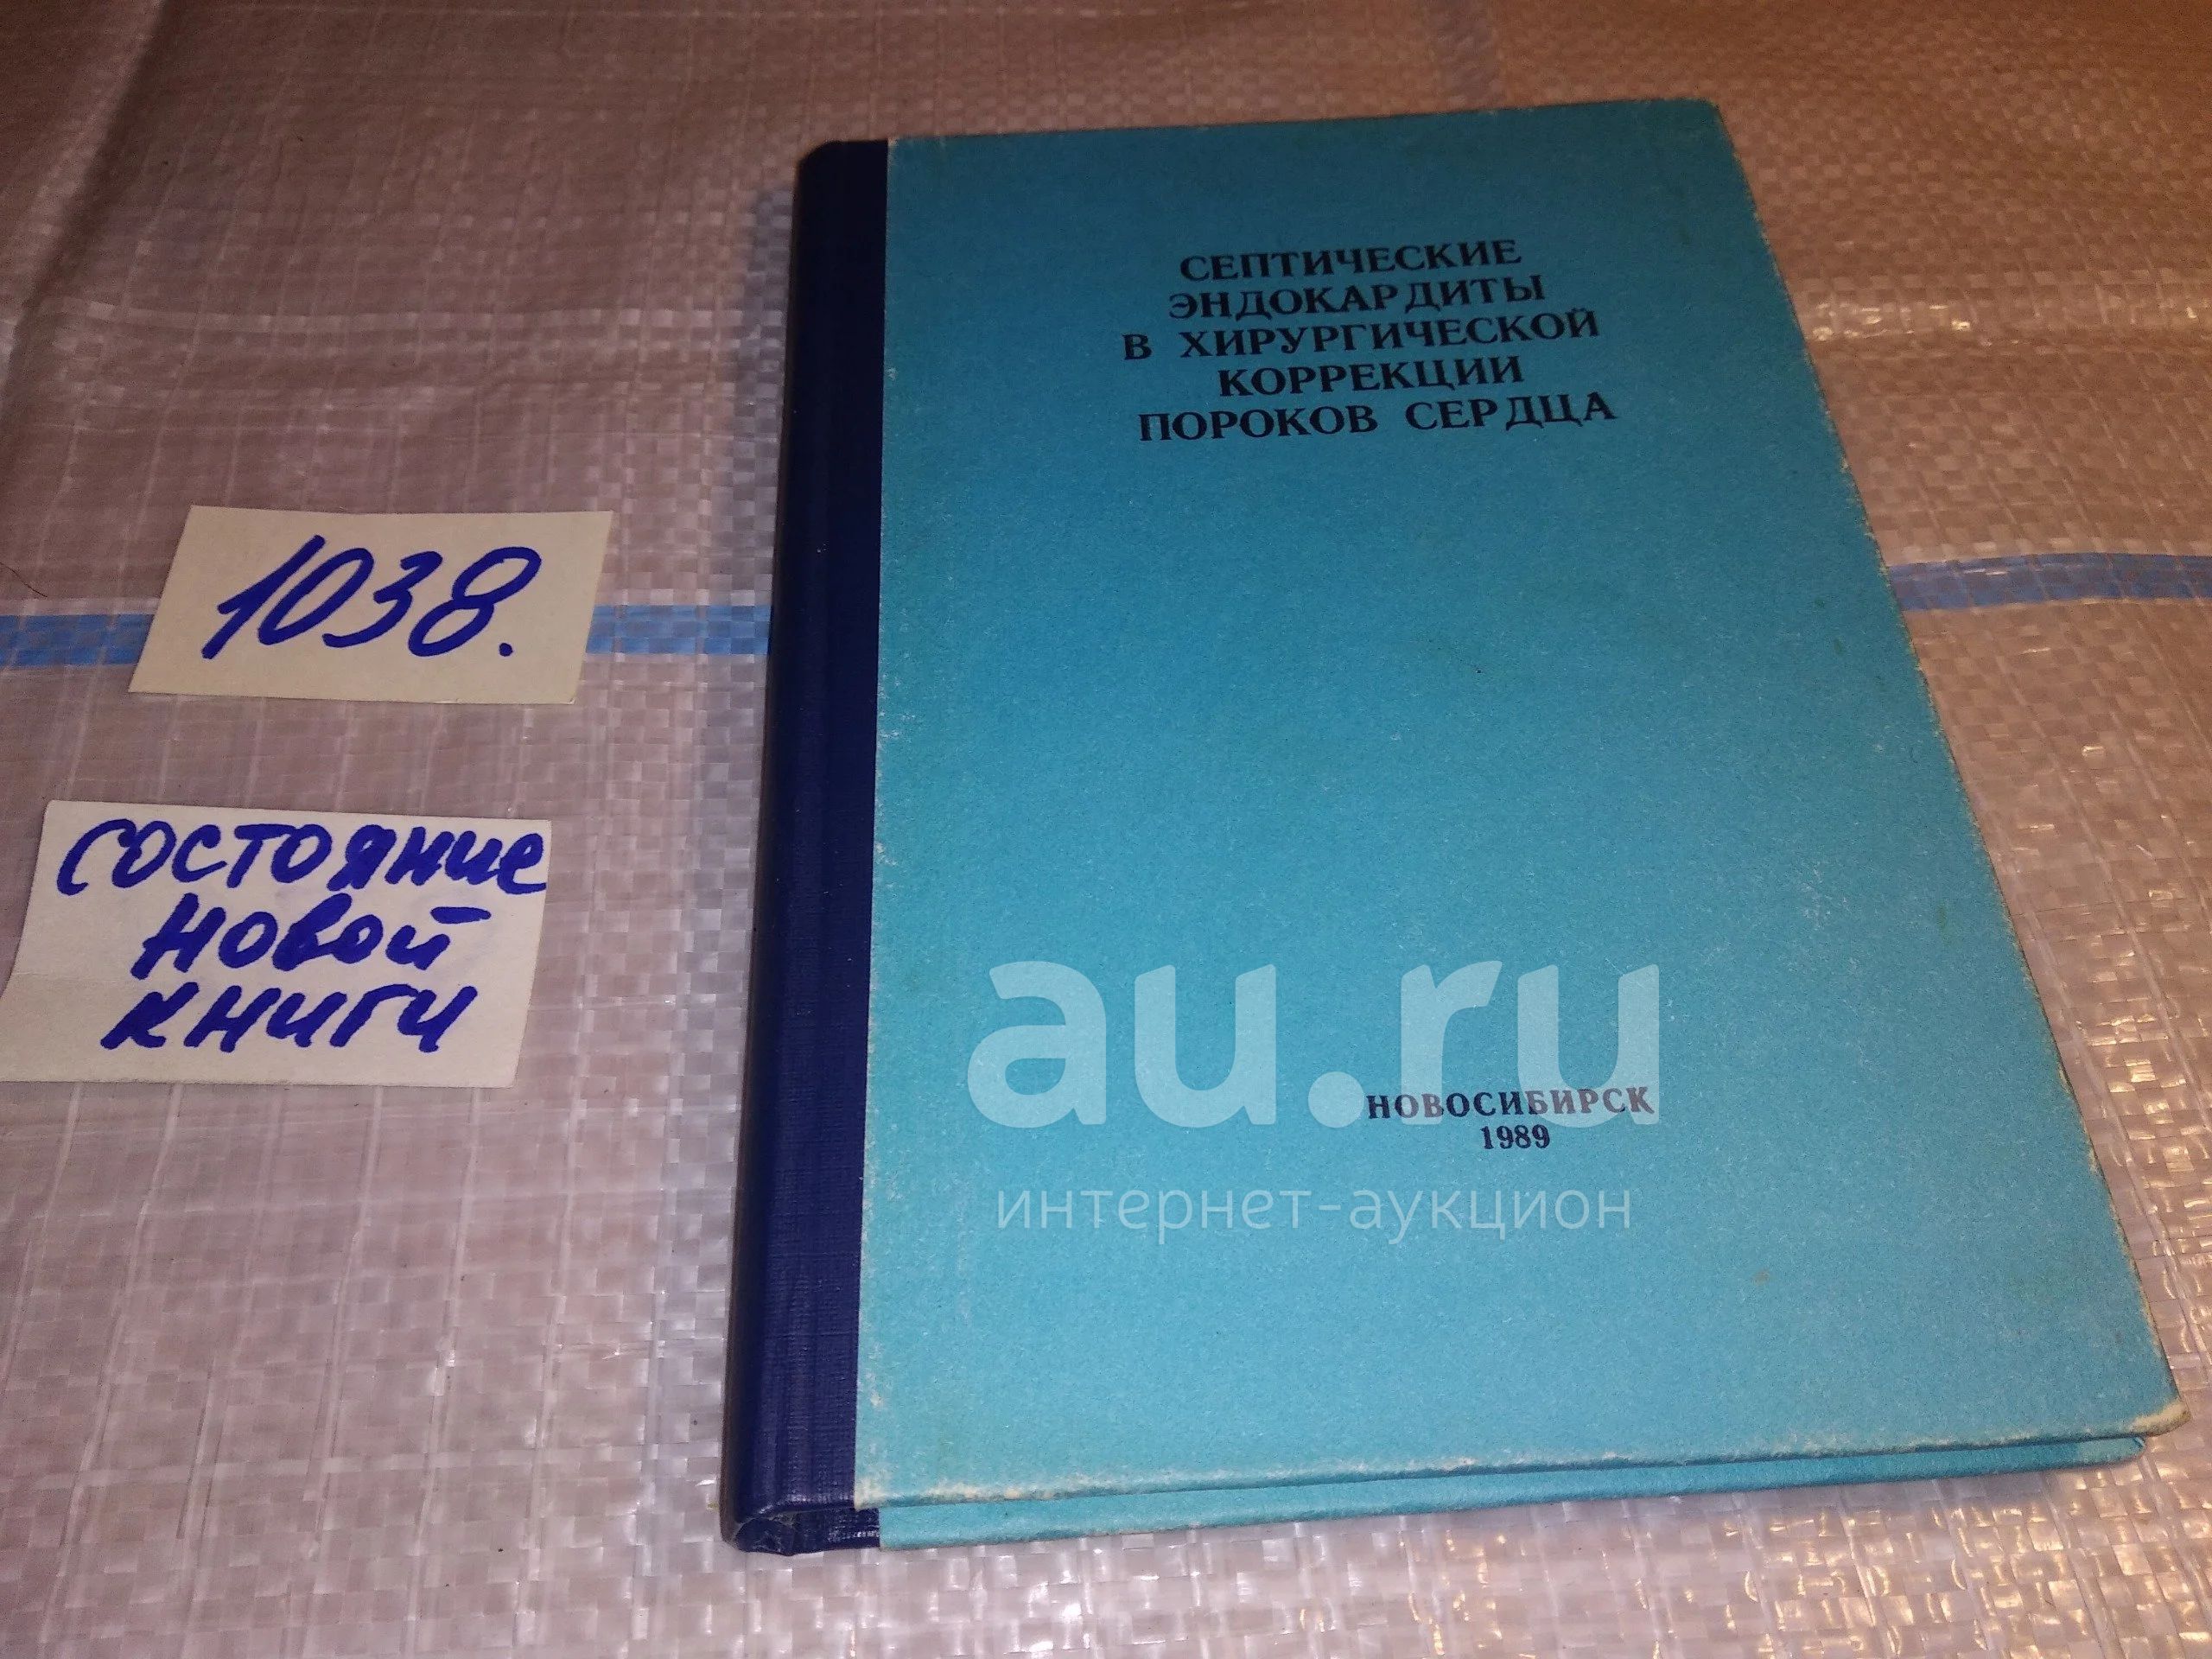 СЕПТИЧЕСКИЕ
ЭНДОКАРДИТЫ
В ХИРУРГИЧЕСКОЙ
КОРРЕКЦИИ
ПОРОКОВ СЕРДЦА
1038.
состояние
новой
книги
au.ru
НОВОСИБИРСК
1989
интернет-аукцион